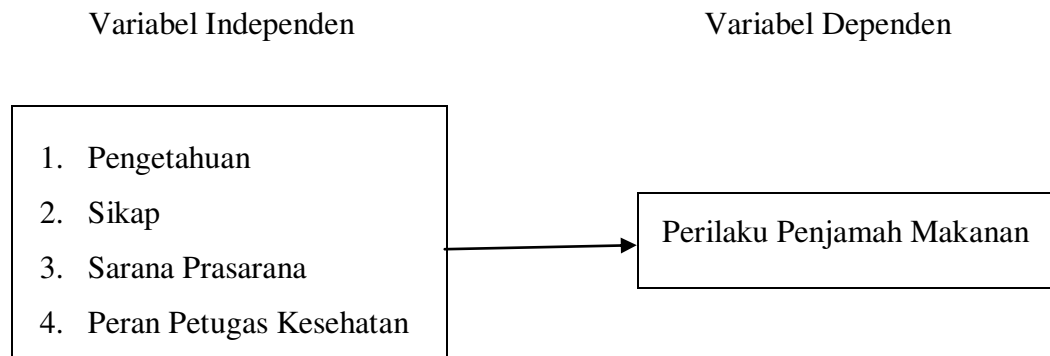 Variabel Independen
Variabel Dependen
1. Pengetahuan
2. Sikap
3. Sarana Prasarana
4. Peran Petugas Kesehatan
Perilaku Penjamah Makanan